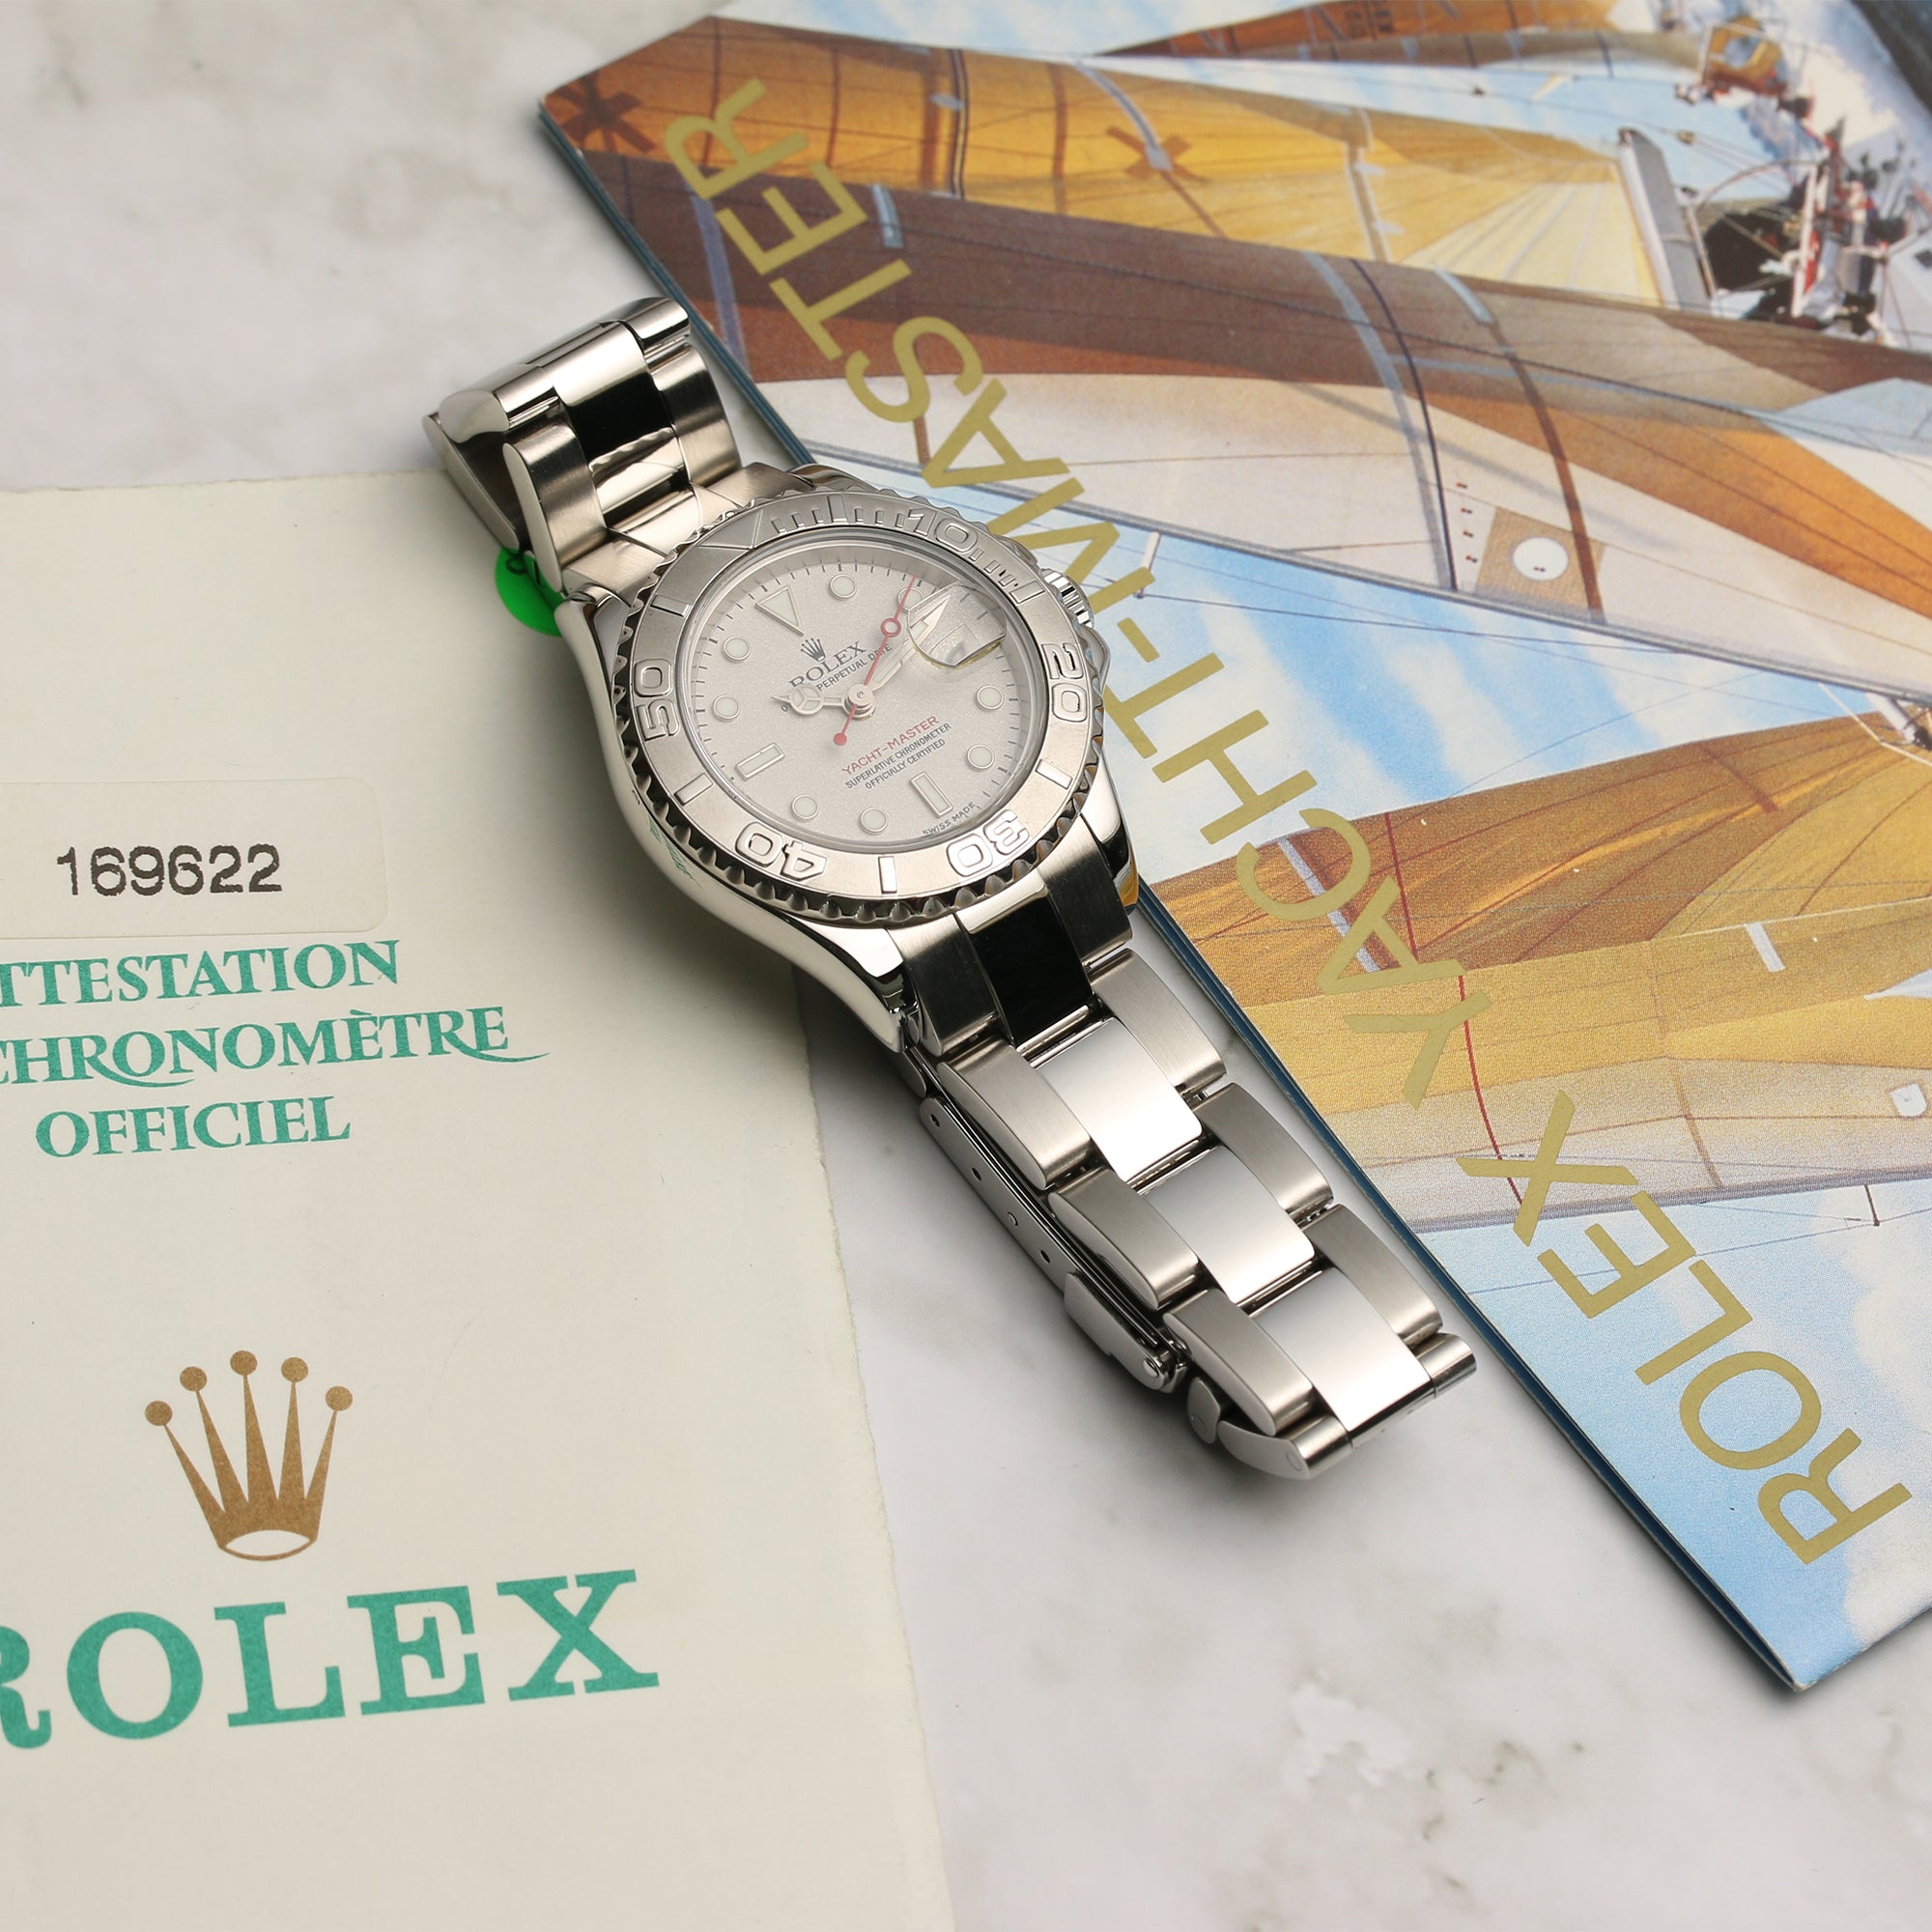 ROLEX YACHT-MASTER
10
20
30
40
50
ROLEX
PERPETUAL DATE
YACHT-MASTER
SUPERLATIVE CHRONOMETER
OFFICIALLY CERTIFIED
SWISS MADE
169622
TTESTATION
CHRONOMÈTRE
OFFICIEL
ROLEX